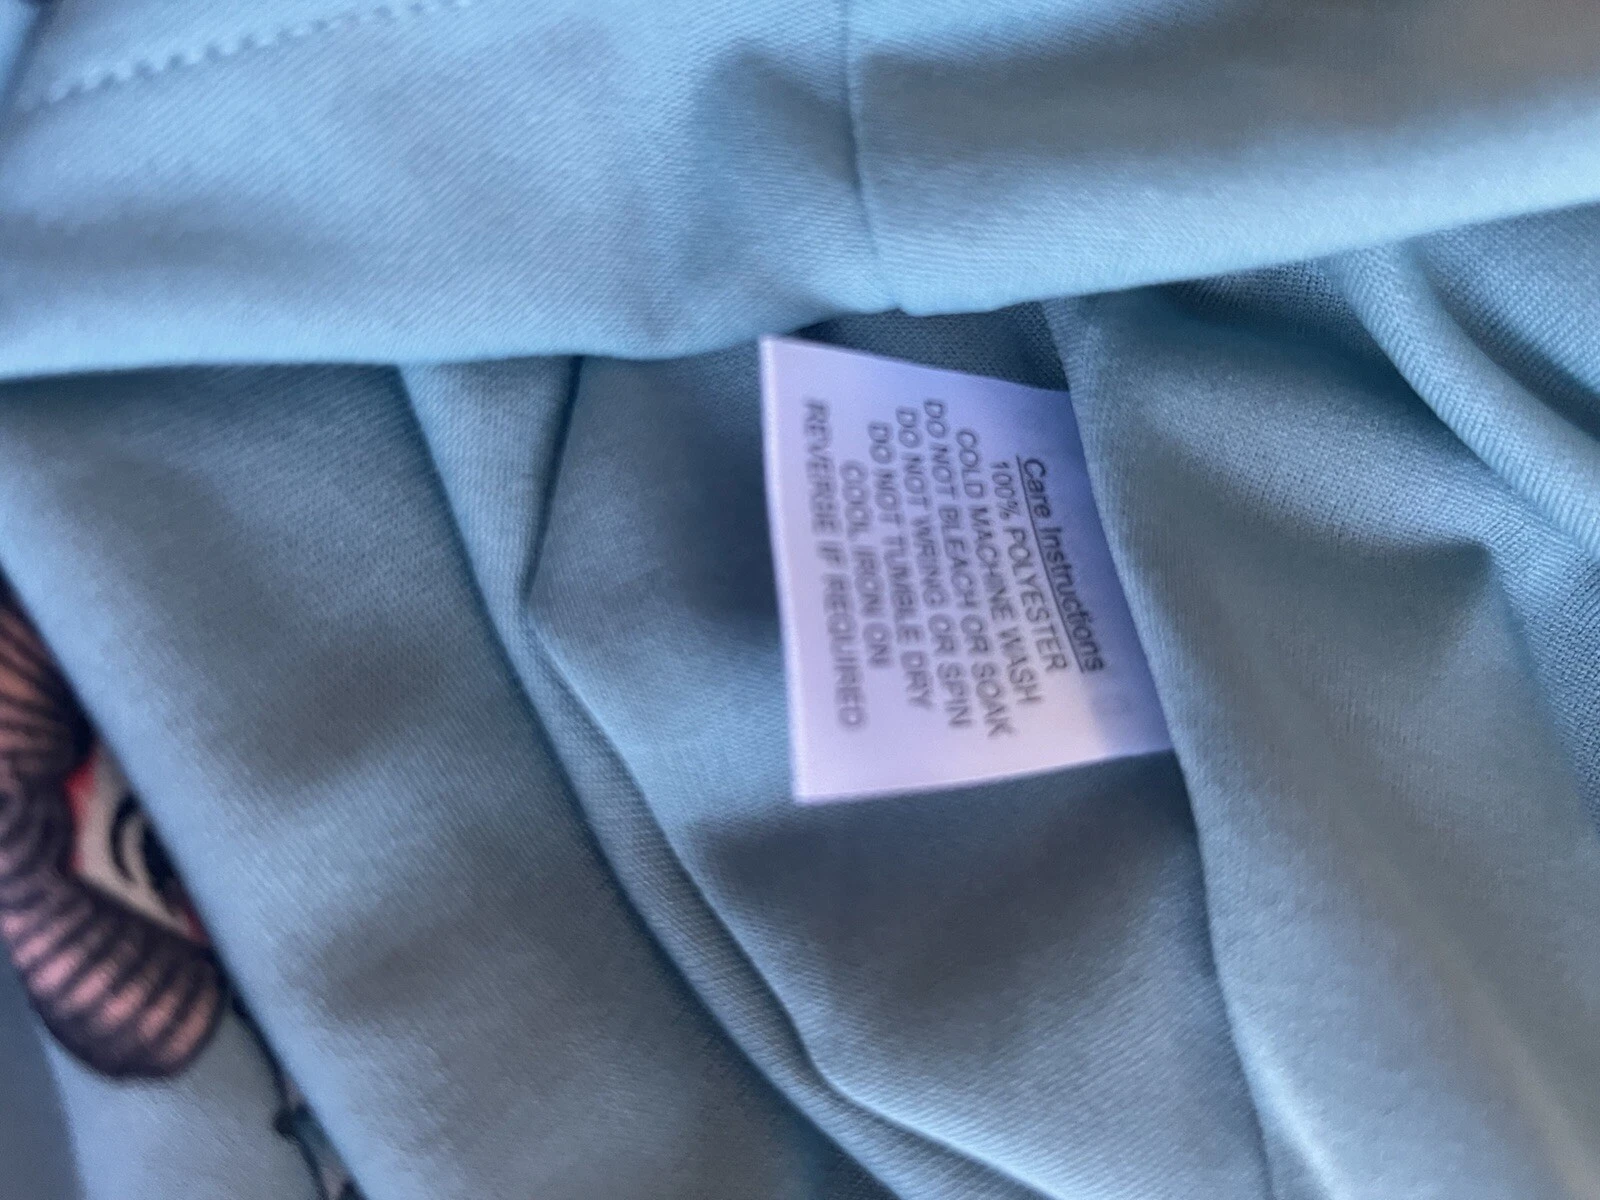 Care Instructions
100% POLYESTER
COLD MACHINE WASH
DO NOT BLEACH OR SOAK
DO NOT WRING OR SPIN
DO NOT TUMBLE DRY
COOL IRON ON
REVERSE IF REQUIRED